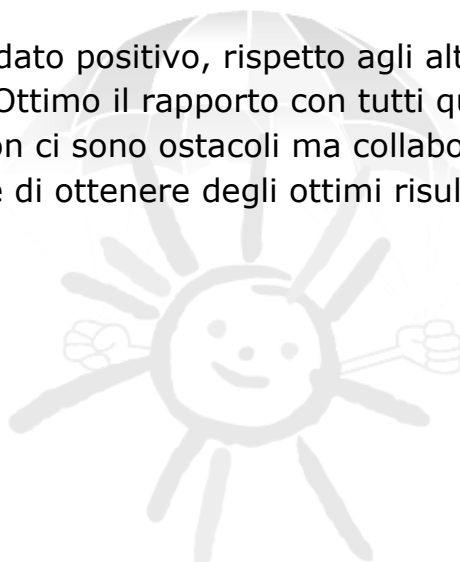 dato positivo, rispetto agli alt
Ottimo il rapporto con tutti qu
n ci sono ostacoli ma collabo
e di ottenere degli ottimi risul